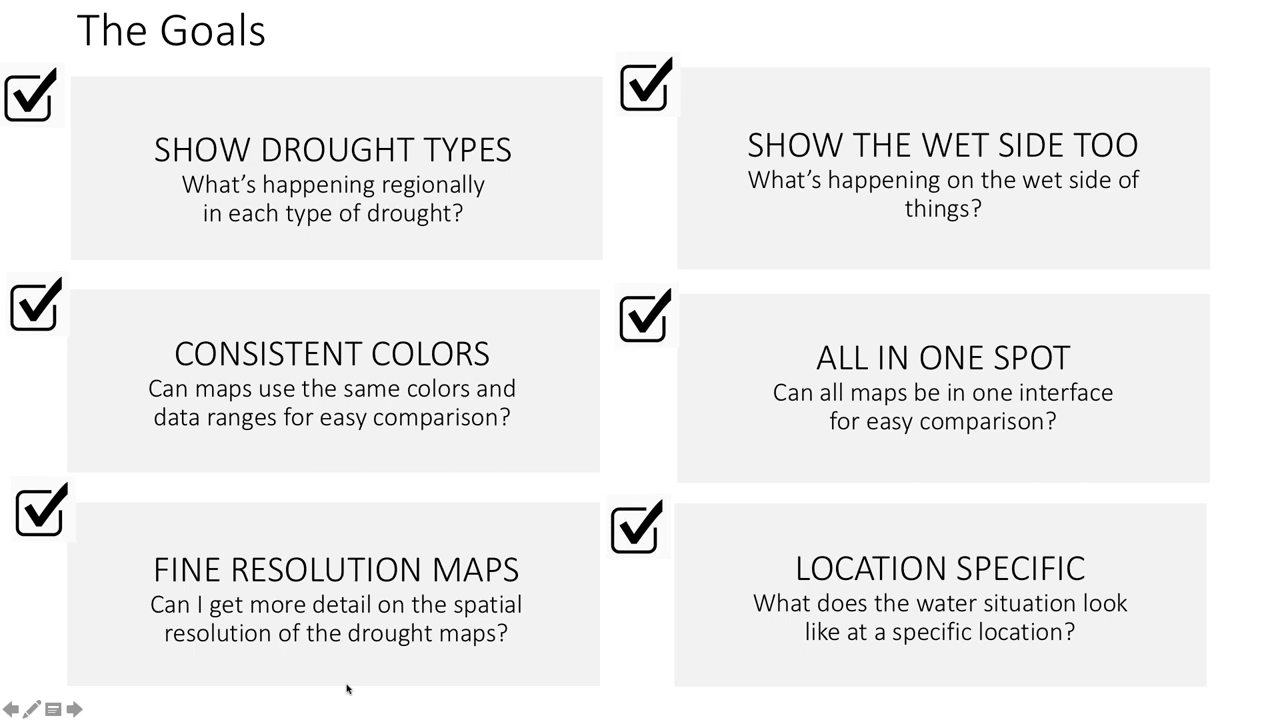 The Goals
SHOW DROUGHT TYPES
What’s happening regionally
in each type of drought?
SHOW THE WET SIDE TOO
What’s happening on the wet side of
things?
CONSISTENT COLORS
Can maps use the same colors and
data ranges for easy comparison?
ALL IN ONE SPOT
Can all maps be in one interface
for easy comparison?
FINE RESOLUTION MAPS
Can I get more detail on the spatial
resolution of the drought maps?
LOCATION SPECIFIC
What does the water situation look
like at a specific location?